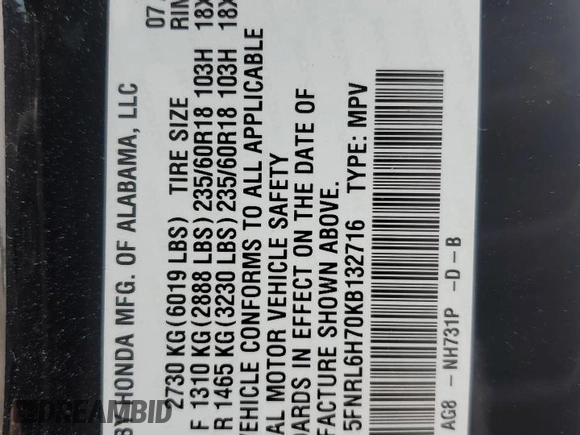 BY HONDA MFG. OF ALABAMA, LLC 07
2730 KG(6019 LBS) TIRE SIZE RIN
F 1310 KG(2888 LBS) 235/60R18 103H 18X
R 1465 KG(3230 LBS) 235/60R18 103H 18X
VEHICLE CONFORMS TO ALL APPLICABLE
AL MOTOR VEHICLE SAFETY
ARDS IN EFFECT ON THE DATE OF
FACTURE SHOWN ABOVE.
5FNRL6H70KB132716 TYPE: MPV
AG8 - NH731P -D-B
DREAMBID